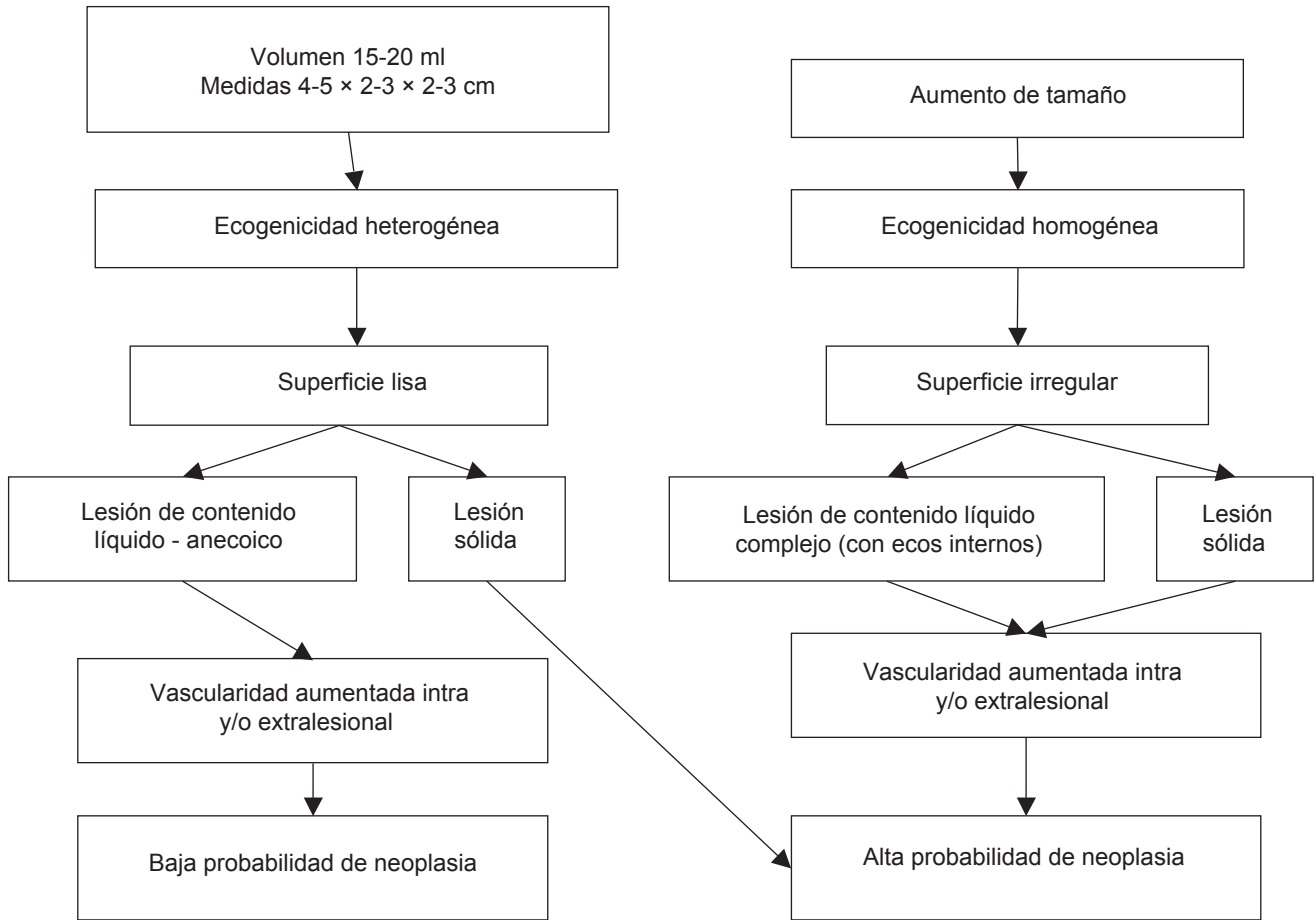 Volumen 15-20 ml
Medidas 4-5 × 2-3 × 2-3 cm
Ecogenicidad heterogénea
Superficie lisa
Lesión de contenido
líquido - anecoico
Lesión
sólida
Vascularidad aumentada intra
y/o extralesional
Baja probabilidad de neoplasia
Aumento de tamaño
Ecogenicidad homogénea
Superficie irregular
Lesión de contenido líquido
complejo (con ecos internos)
Lesión
sólida
Vascularidad aumentada intra
y/o extralesional
Alta probabilidad de neoplasia